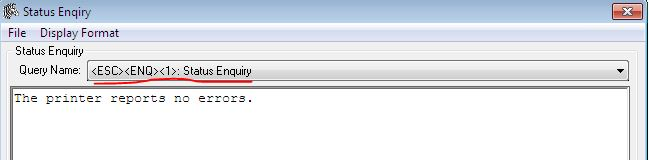 Status Enqiry
File Display Format
Status Enquiry
Query Name: <ESC><ENQ><1>: Status Enquiry
The printer reports no errors.